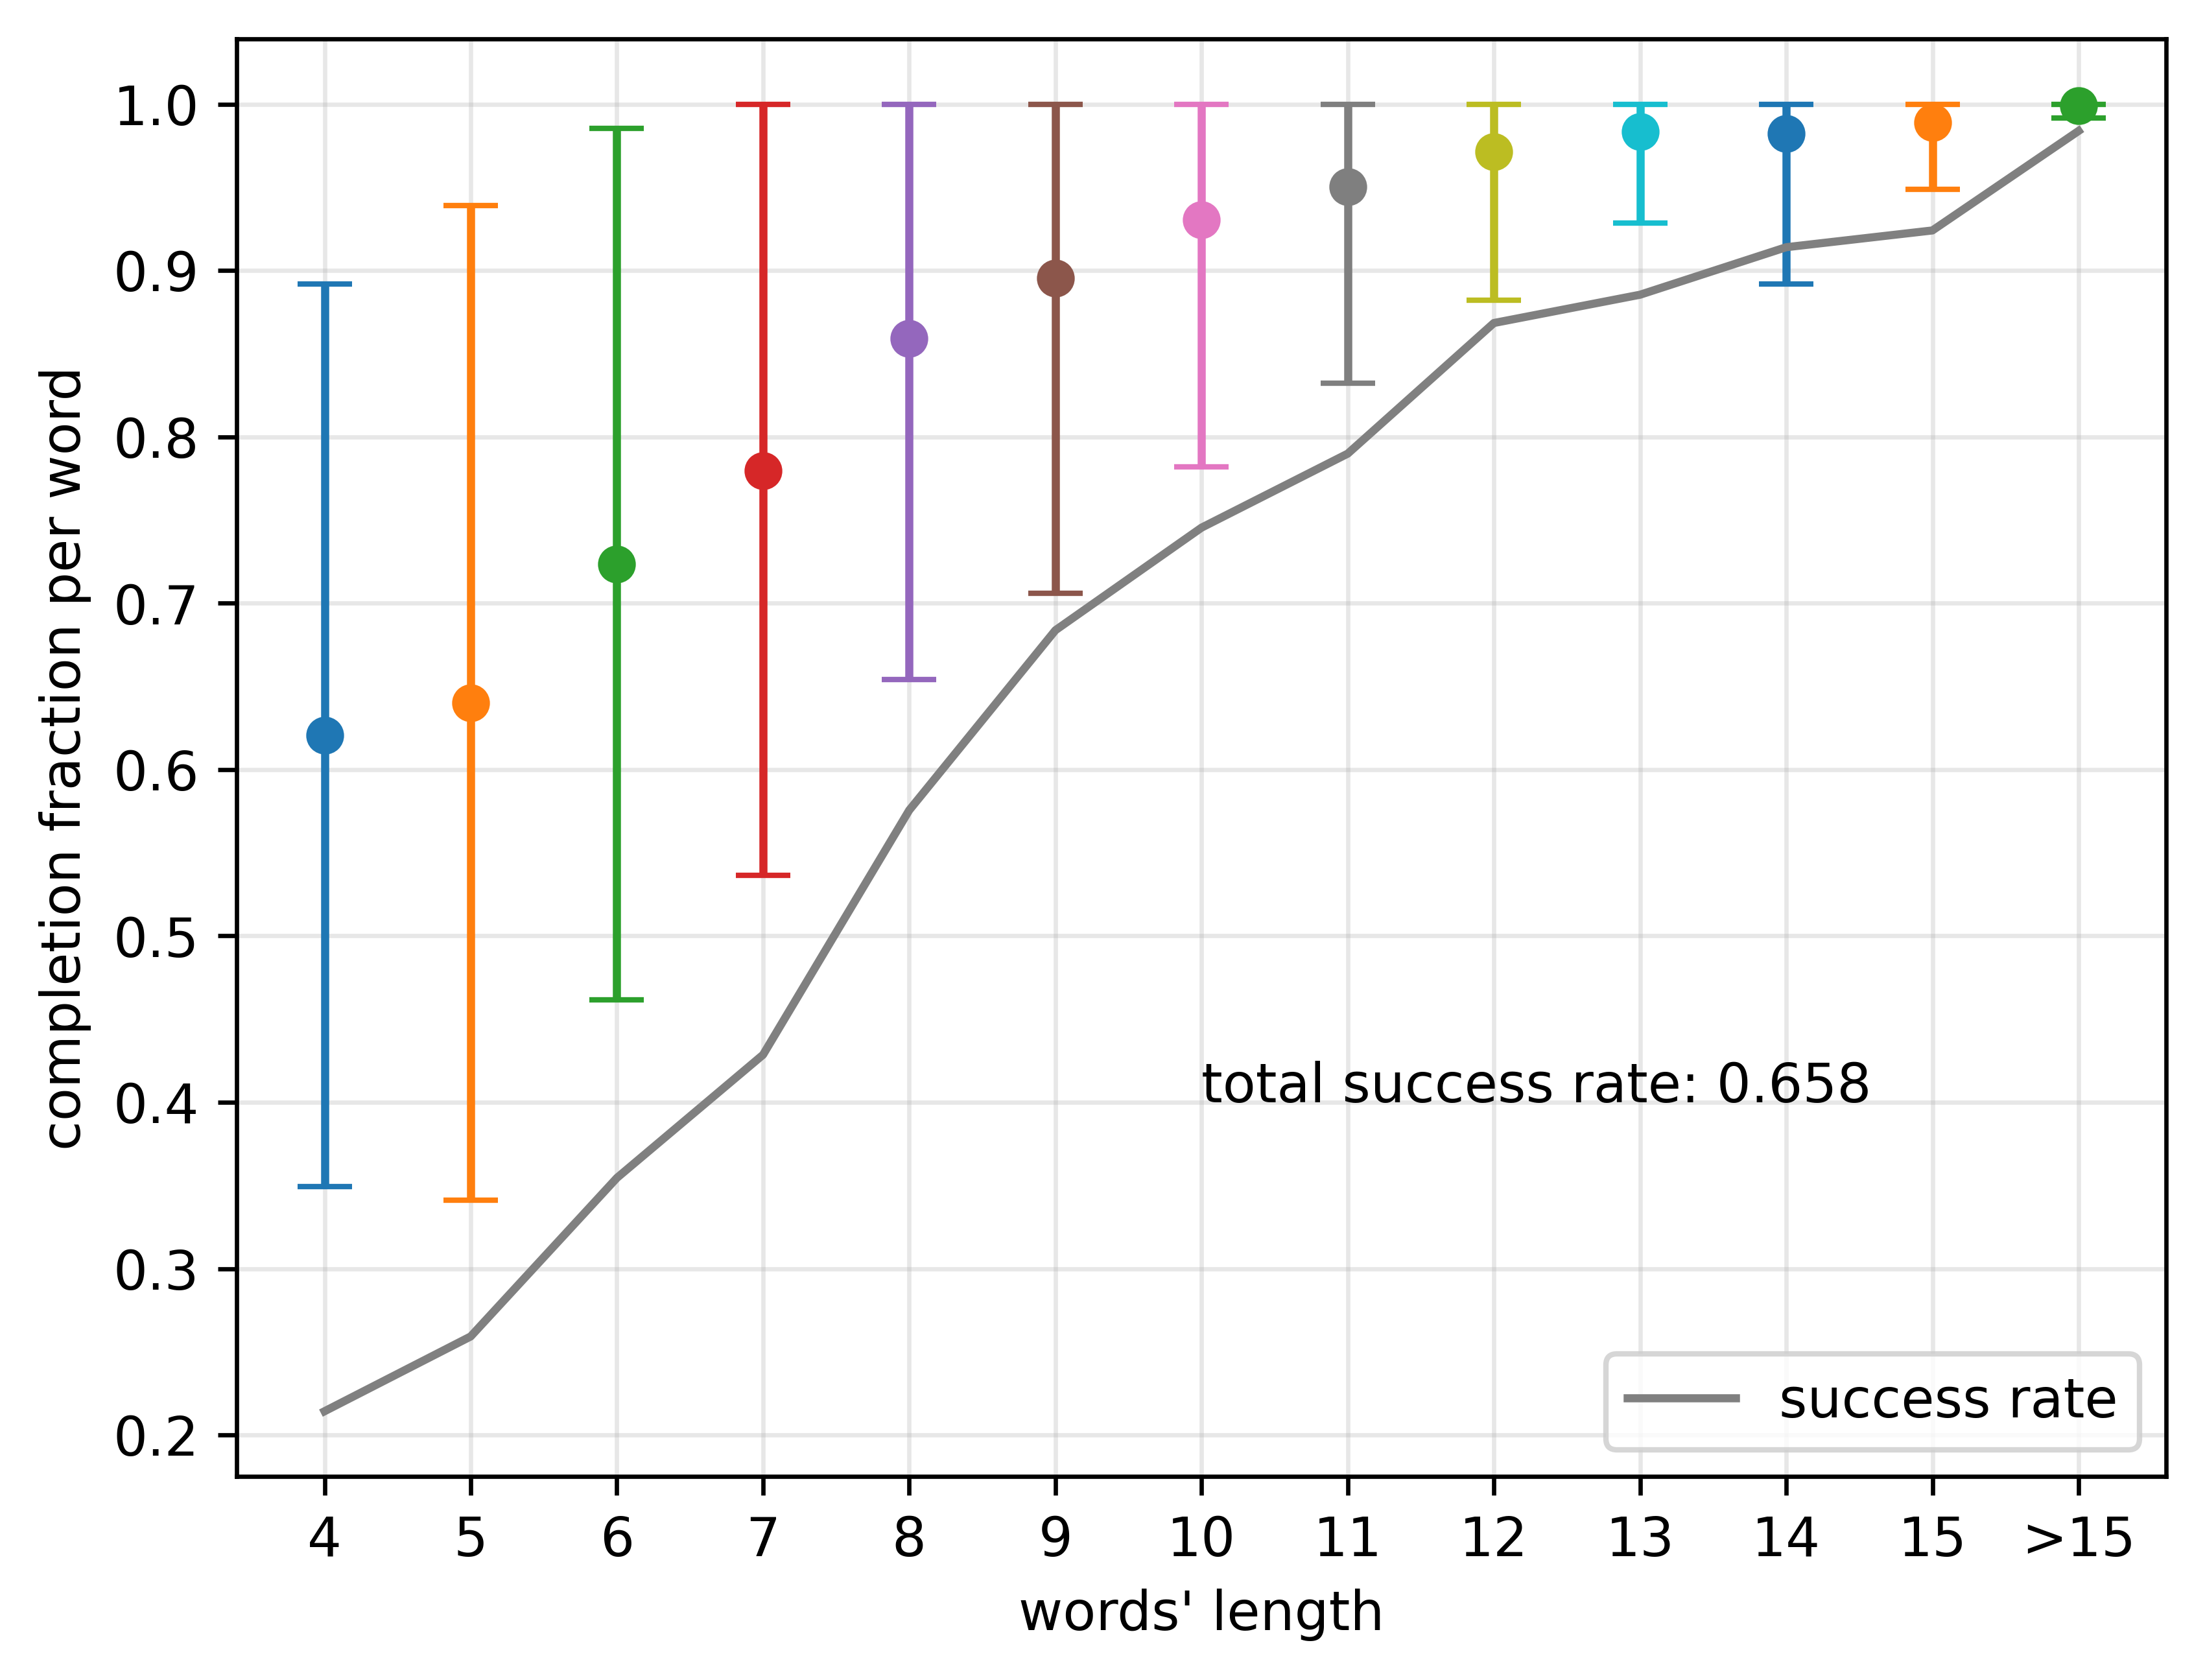 1.0
0.9
0.8
0.7
0.6
0.5
0.4
0.3
0.2
completion fraction per word
total success rate: 0.658
success rate
4 5 6 7 8 9 10 11 12 13 14 15 >15
words' length